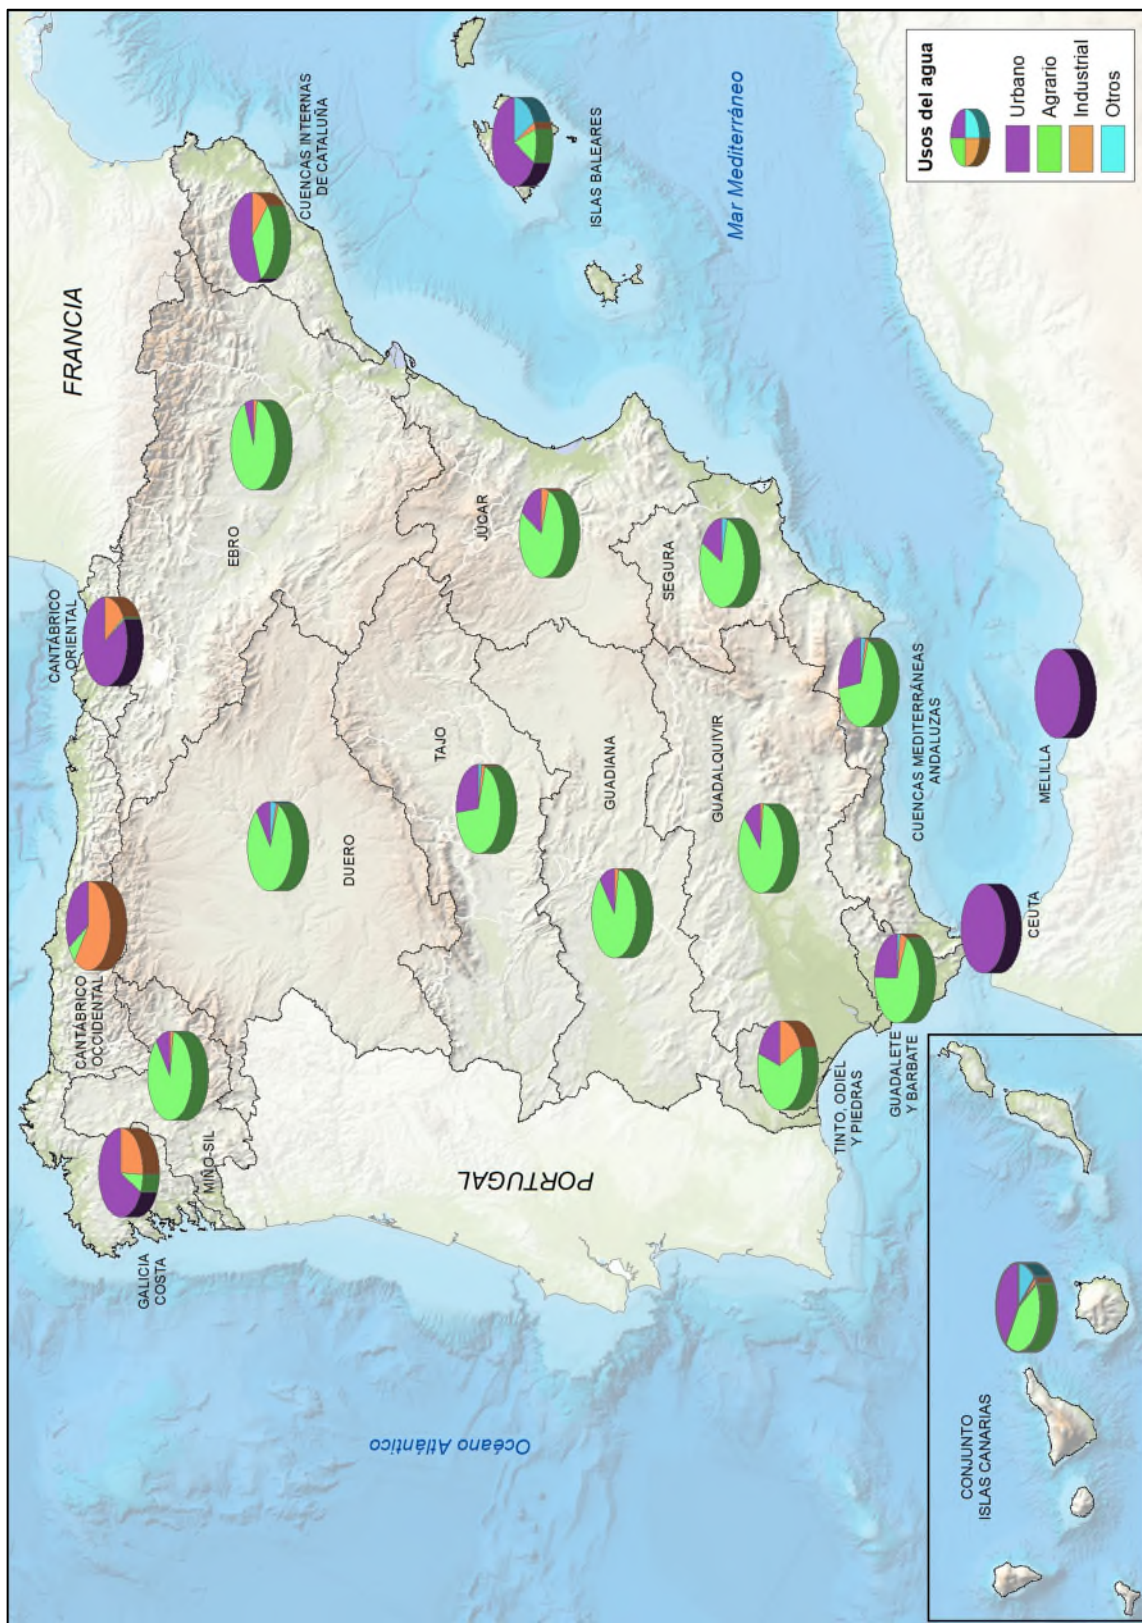 FRANCIA
CANTÁBRICO
ORIENTAL
CANTÁBRICO
OCCIDENTAL
GALICIA
COSTA
MIÑO-SIL
CUENCAS INTERNAS
DE CATALUÑA
EBRO
DUERO
TAJO
JÚCAR
ISLAS BALEARES
PORTUGAL
GUADIANA
SEGURA
GUADALQUIVIR
Océano Atlántico
Mar Mediterráneo
TINTO, ODIEL
Y PIEDRAS
GUADALETE
Y BARBATE
CUENCAS MEDITERRÁNEAS
ANDALUZAS
CEUTA
MELILLA
CONJUNTO
ISLAS CANARIAS
Usos del agua
Urbano
Agrario
Industrial
Otros